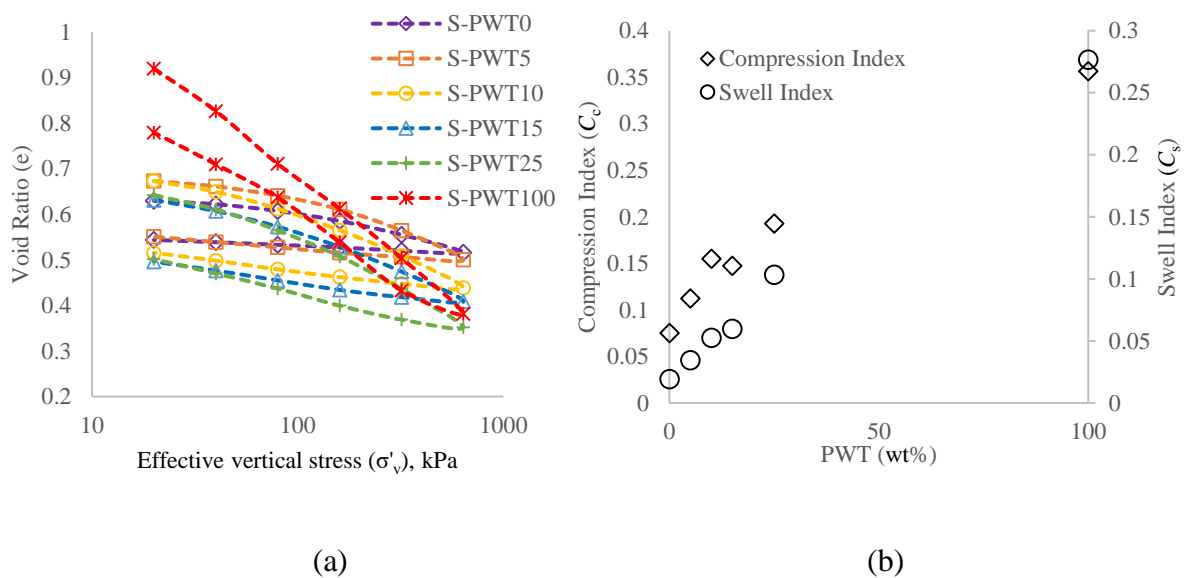 1
0.9
0.8
0.7
0.6
0.5
0.4
0.3
0.2
Void Ratio (e)
10
100
1000
Effective vertical stress (σ'v), kPa
S-PWT0
S-PWT5
S-PWT10
S-PWT15
S-PWT25
S-PWT100
(a)
0.4
0.35
0.3
0.25
0.2
0.15
0.1
0.05
0
Compression Index (Cc)
Compression Index
Swell Index
0.3
0.25
0.2
0.15
0.1
0.05
0
Swell Index (Cs)
0
50
100
PWT (wt%)
(b)